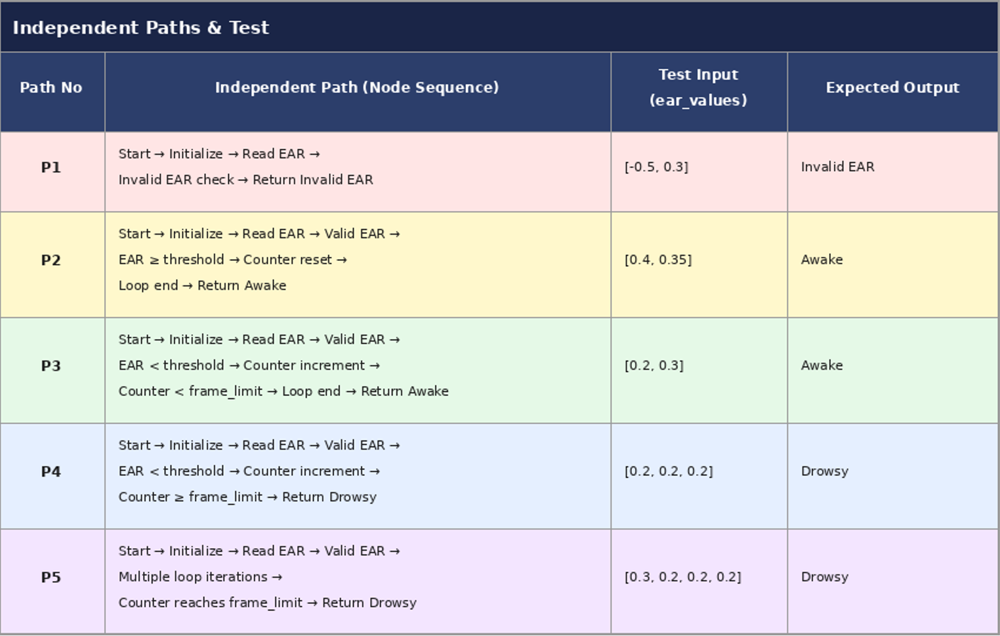 Independent Paths & Test
Path No
Independent Path (Node Sequence)
Test Input
(ear_values)
Expected Output
P1
Start → Initialize → Read EAR →
Invalid EAR check → Return Invalid EAR
[-0.5, 0.3]
Invalid EAR
P2
Start → Initialize → Read EAR → Valid EAR →
EAR ≥ threshold → Counter reset →
Loop end → Return Awake
[0.4, 0.35]
Awake
P3
Start → Initialize → Read EAR → Valid EAR →
EAR < threshold → Counter increment →
Counter < frame_limit → Loop end → Return Awake
[0.2, 0.3]
Awake
P4
Start → Initialize → Read EAR → Valid EAR →
EAR < threshold → Counter increment →
Counter ≥ frame_limit → Return Drowsy
[0.2, 0.2, 0.2]
Drowsy
P5
Start → Initialize → Read EAR → Valid EAR →
Multiple loop iterations →
Counter reaches frame_limit → Return Drowsy
[0.3, 0.2, 0.2, 0.2]
Drowsy